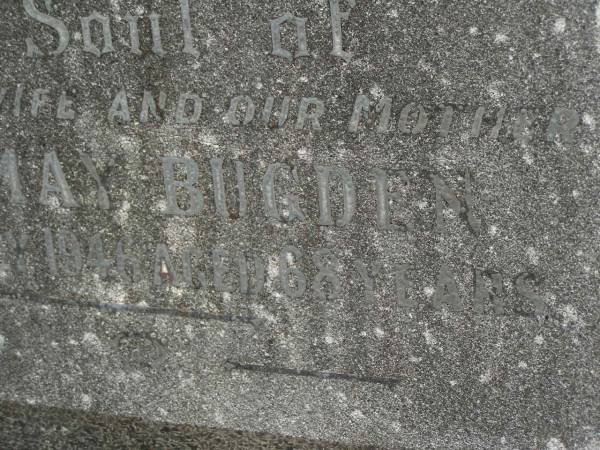 Soul of
WIFE AND OUR MOTHER
MAY BUGDEN
1946 AGED 68 YEARS